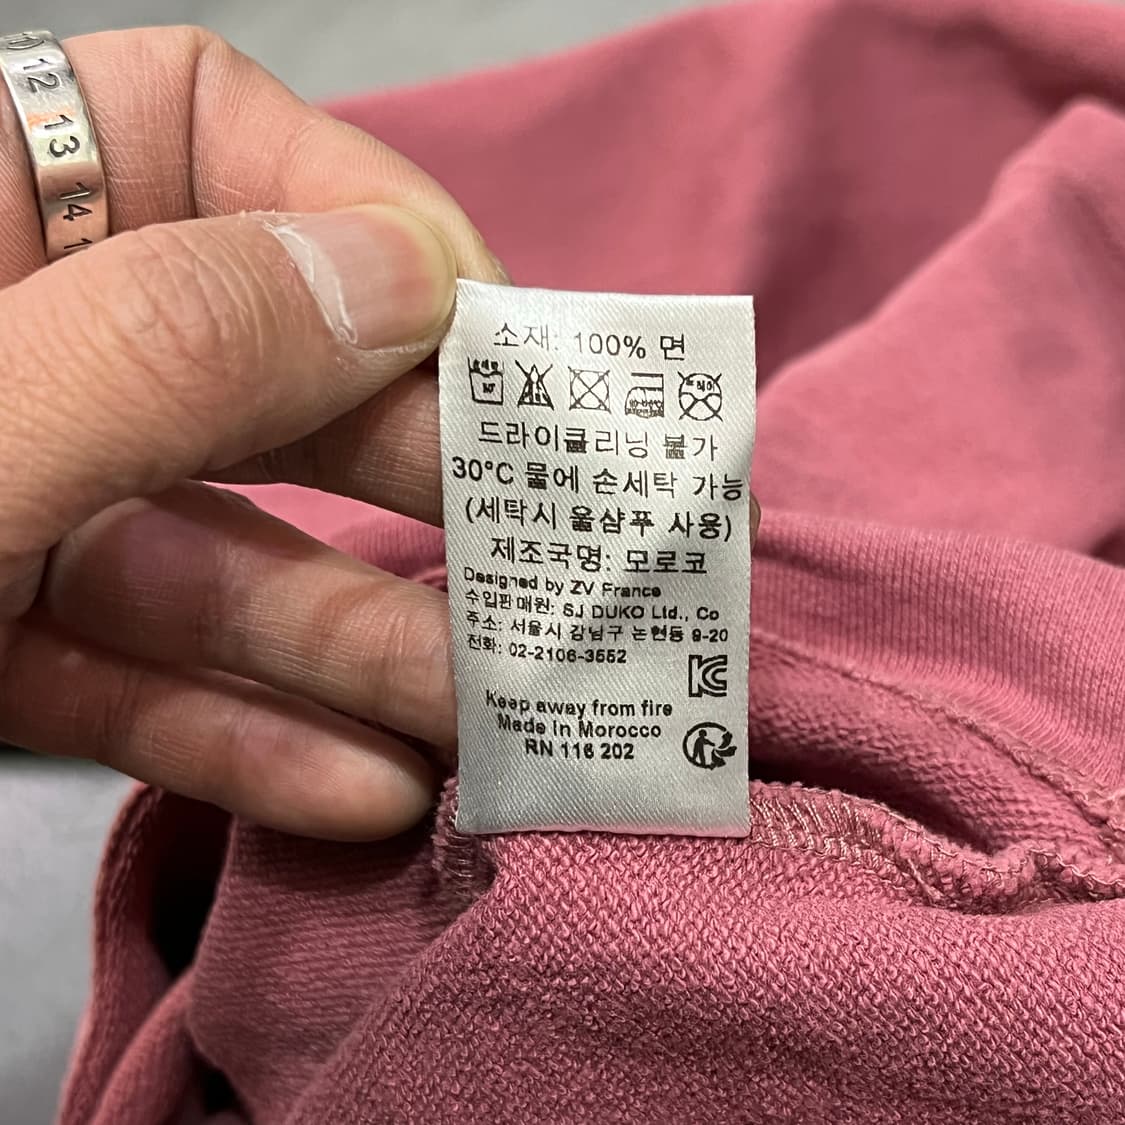 12
13
14
소재: 100% 면
드라이클리닝 불가
30°C 물에 손세탁 가능
(세탁시 울샴푸 사용)
제조국명: 모로코
Designed by ZV France
수입판매원: SJ DUKO Ltd., Co
주소: 서울시 강남구 논현동 9-20
전화: 02-2106-3552
Keep away from fire
Made in Morocco
RN 116 202